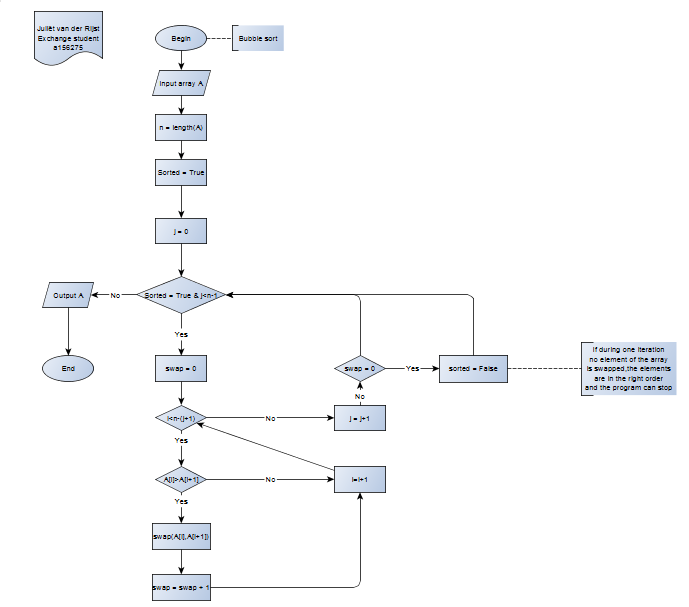 Juliët van der Rijst
Exchange student
a156275
Begin
Bubble sort
Input array A
n = length(A)
Sorted = True
j = 0
Output A
No
Sorted = True & j<n-1
Yes
End
swap = 0
swap = 0
Yes
sorted = False
If during one iteration
no element of the array
is swapped,the elements
are in the right order
and the program can stop
No
i<n-(j+1)
No
j = j+1
Yes
A[i]>A[i+1]
No
i=i+1
Yes
swap(A[i],A[i+1])
swap = swap + 1